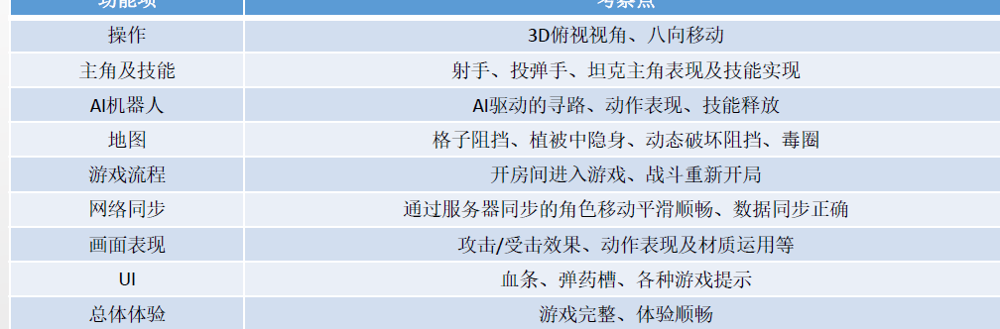 功能项 考察点
操作 3D俯视视角、八向移动
主角及技能 射手、投弹手、坦克主角表现及技能实现
AI机器人 AI驱动的寻路、动作表现、技能释放
地图 格子阻挡、植被中隐身、动态破坏阻挡、毒圈
游戏流程 开房间进入游戏、战斗重新开局
网络同步 通过服务器同步的角色移动平滑顺畅、数据同步正确
画面表现 攻击/受击效果、动作表现及材质运用等
UI 血条、弹药槽、各种游戏提示
总体体验 游戏完整、体验顺畅